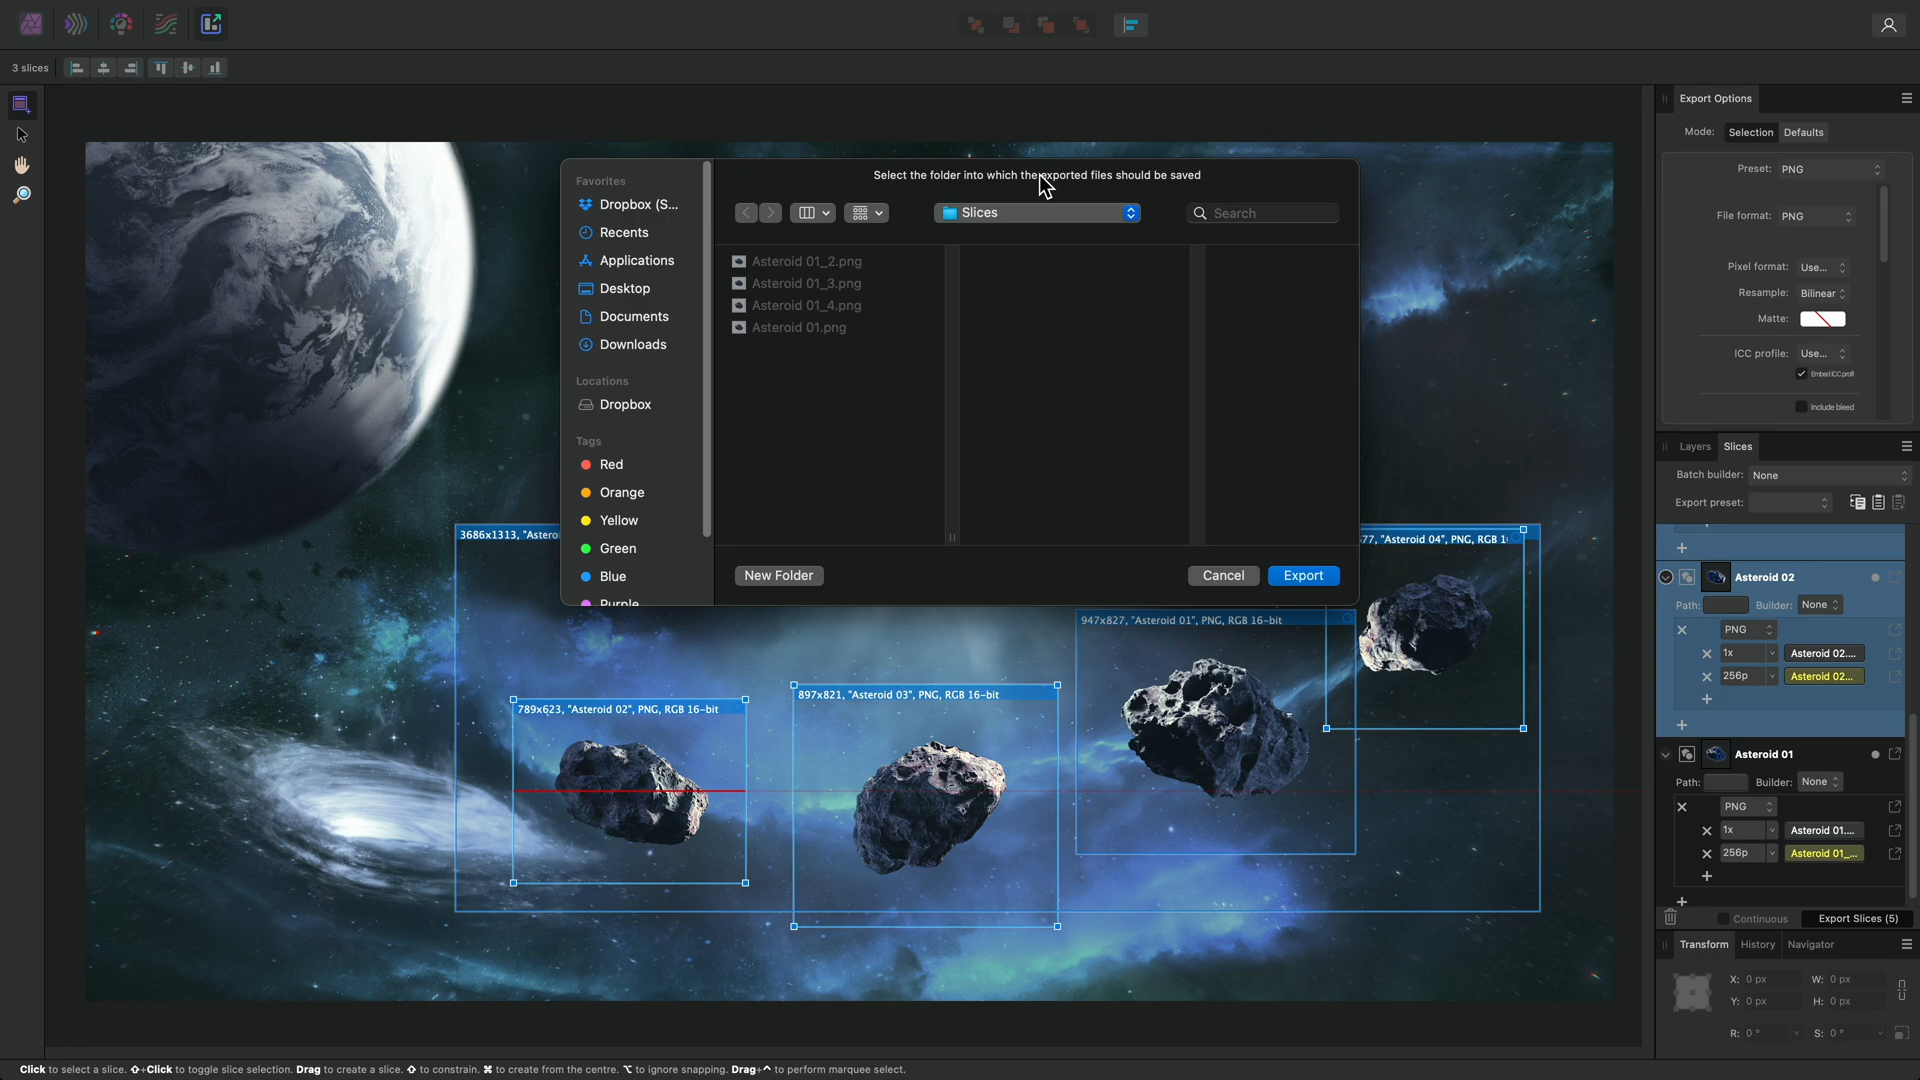 3 slices
Export Options
Mode: Selection Defaults
Preset: PNG
File format: PNG
Pixel format: Use...
Resample: Bilinear
Matte:
ICC profile: Use...
Embed ICC profi
Include bleed
Select the folder into which the exported files should be saved
Slices
Search
Favorites
Dropbox (S...
Recents
Applications
Desktop
Documents
Downloads
Locations
Dropbox
Tags
Red
Orange
Yellow
Green
Blue
Purple
Asteroid 01_2.png
Asteroid 01_3.png
Asteroid 01_4.png
Asteroid 01.png
New Folder
Cancel
Export
3686x1313, "Astero
77, "Asteroid 04", PNG, RGB 1
947x827, "Asteroid 01", PNG, RGB 16-bit
897x821, "Asteroid 03", PNG, RGB 16-bit
789x623, "Asteroid 02", PNG, RGB 16-bit
Layers Slices
Batch builder: None
Export preset:
Asteroid 02
Path: Builder: None
PNG
1x Asteroid 02....
256p Asteroid 02...
Asteroid 01
Path: Builder: None
PNG
1x Asteroid 01....
256p Asteroid 01_...
Continuous Export Slices (5)
Transform History Navigator
X: 0 px W: 0 px
Y: 0 px H: 0 px
R: 0 ° S: 0 °
Click to select a slice. ⇧+Click to toggle slice selection. Drag to create a slice. ⇧ to constrain. ⌘ to create from the centre. ⌥ to ignore snapping. Drag+⌃ to perform marquee select.